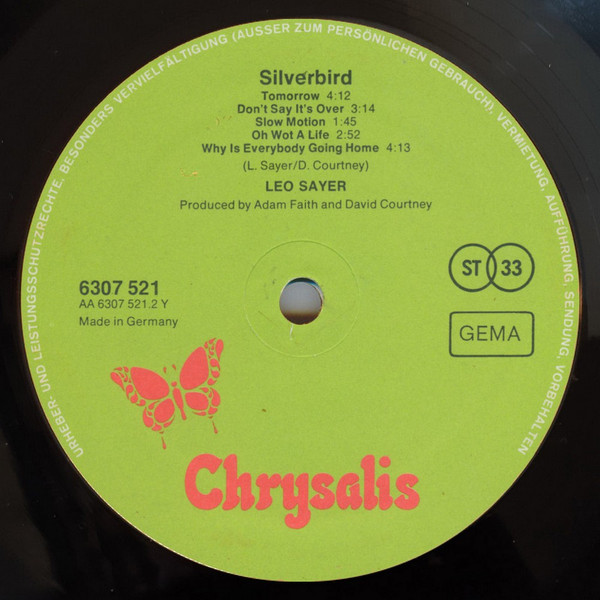 URHEBER- UND LEISTUNGSSCHUTZRECHTE, BESONDERS VERVIELFÄLTIGUNG (AUSSER ZUM PERSÖNLICHEN GEBRAUCH), VERMIETUNG, AUFFÜHRUNG, SENDUNG, VORBEHALTEN
Silverbird
Tomorrow 4:12
Don't Say It's Over 3:14
Slow Motion 1:45
Oh Wot A Life 2:52
Why Is Everybody Going Home 4:13
(L. Sayer/D. Courtney)
LEO SAYER
Produced by Adam Faith and David Courtney
6307 521
AA 6307 521.2 Y
Made in Germany
ST 33
GEMA
Chrysalis